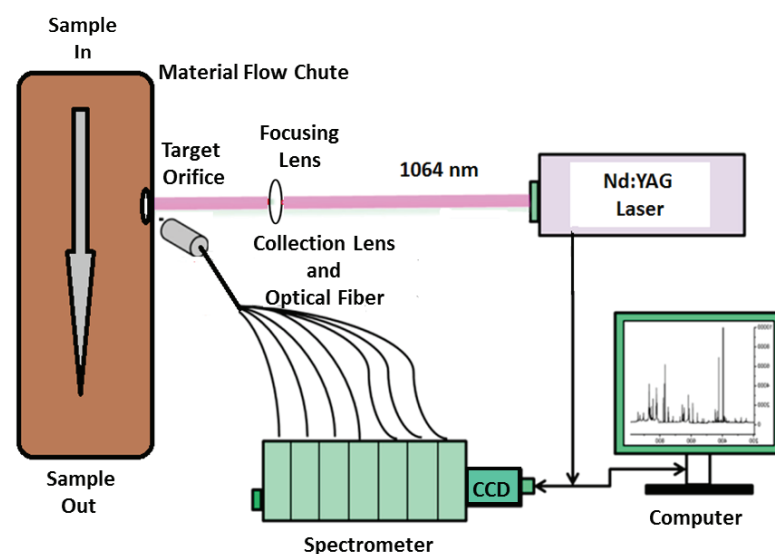 Sample
In
Material Flow Chute
Target
Orifice
Focusing
Lens
1064 nm
Nd:YAG
Laser
Collection Lens
and
Optical Fiber
Sample
Out
CCD
Spectrometer
Computer